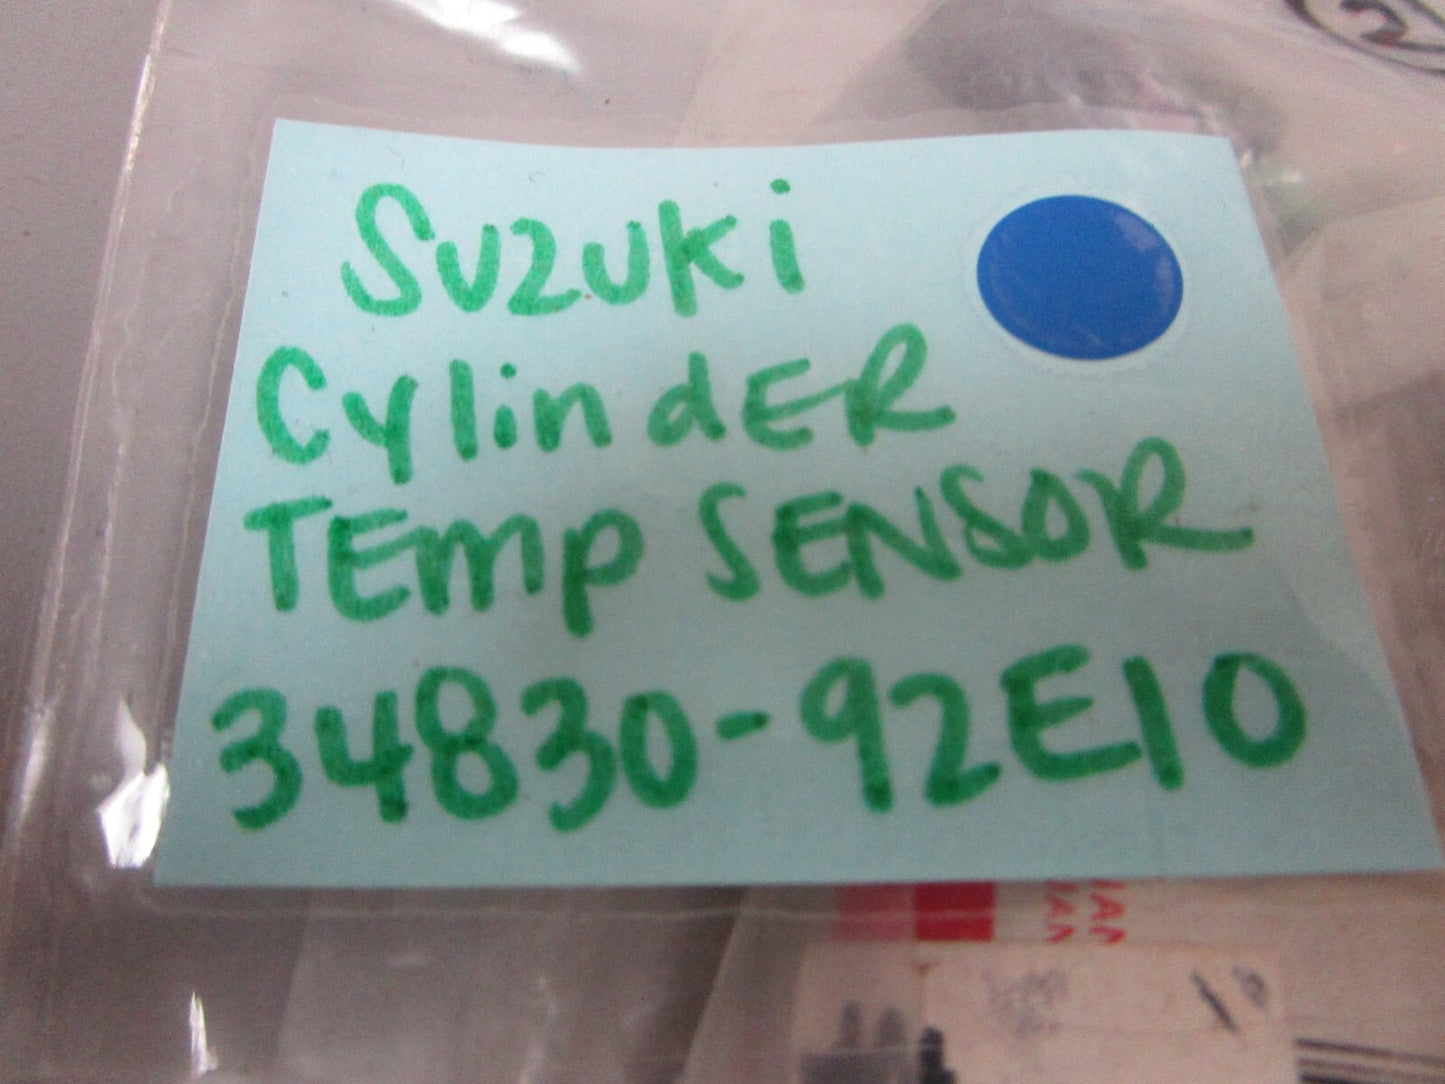 Suzuki
CylindER
TEmp SENSOR
34830-92E10